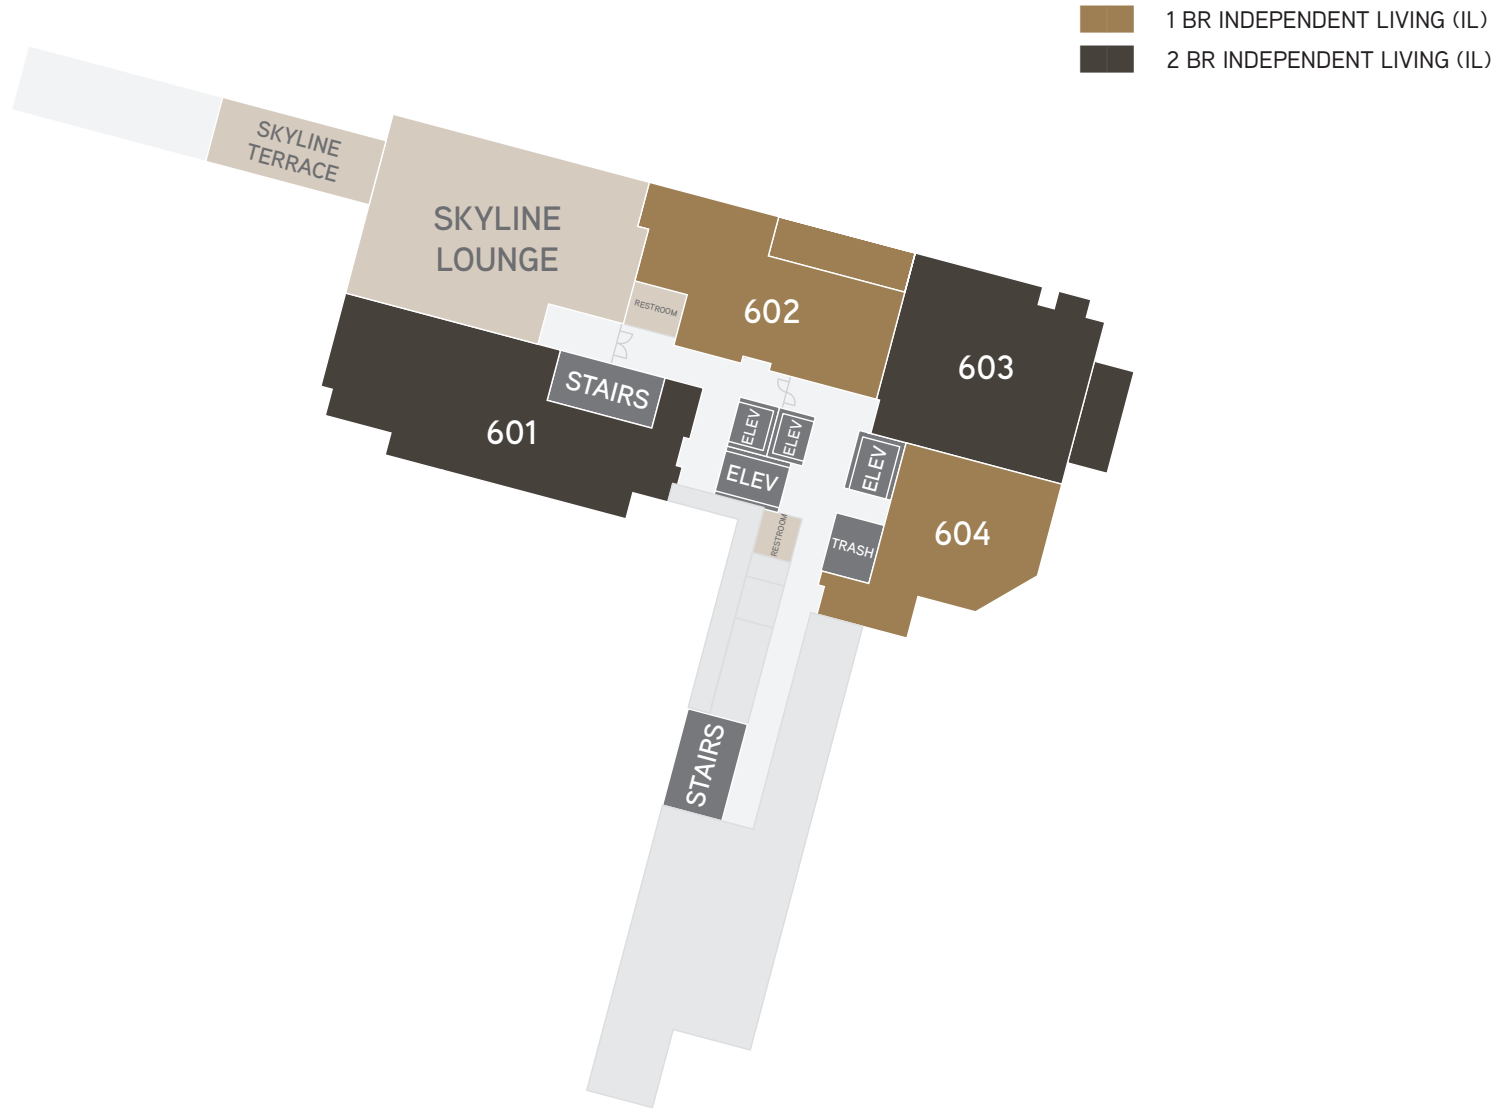 1 BR INDEPENDENT LIVING (IL)
2 BR INDEPENDENT LIVING (IL)
SKYLINE
TERRACE
SKYLINE
LOUNGE
RESTROOM
602
603
STAIRS
601
ELEV
ELEV
ELEV
ELEV
RESTROOM
TRASH
604
STAIRS